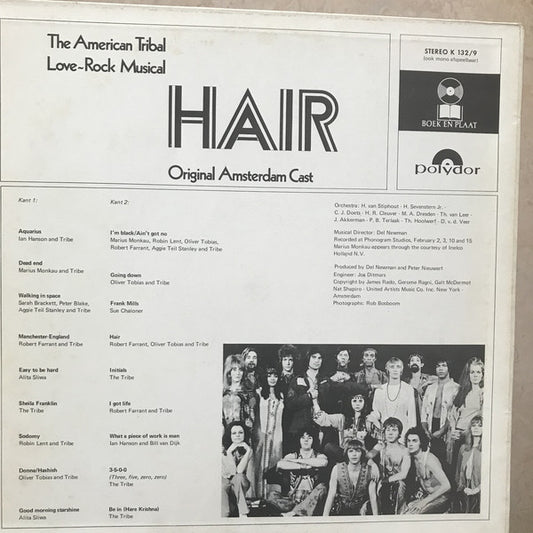 The American Tribal
Love-Rock Musical
HAIR
Original Amsterdam Cast
STEREO K 132/9
(ook mono afspeelbaar)
BOEK EN PLAAT
polydor
Kant 1:
Aquarius
Ian Hanson and Tribe
Dead end
Marius Monkau and Tribe
Walking in space
Sarah Brackett, Peter Blake,
Aggie Teil Stanley and Tribe
Manchester-England
Robert Farrant and Tribe
Easy to be hard
Alita Sliwa
Sheila Franklin
The Tribe
Sodomy
Robin Lent and Tribe
Donna/Hashish
Oliver Tobias and Tribe
Good morning starshine
Alita Sliwa
Kant 2:
I'm black/Ain't got no
Marius Monkau, Robin Lent, Oliver Tobias,
Robert Farrant, Aggie Teil Stanley and Tribe
Going down
Oliver Tobias and Tribe
Frank Mills
Sue Chaloner
Hair
Robert Farrant, Oliver Tobias and Tribe
Initials
The Tribe
I got life
Robert Farrant and Tribe
What a piece of work is man
Ian Hanson and Bill van Dijk
3-5-0-0
(Three, five, zero, zero)
The Tribe
Be in (Hare Krishna)
The Tribe
Orchestra: H. van Stiphout - H. Sevenstern Jr. -
C. J. Doets - H. R. Cleuver - M. A. Dresden - Th. van Leer -
J. Akkerman - P. B. Terlaak - Th. Hoolwerf - D. v. d. Veer
Musical Director: Del Newman
Recorded at Phonogram Studios, February 2, 3, 10 and 15
Marius Monkau appears through the courtesy of Inelco
Holland N.V.
Produced by Del Newman and Peter Nieuwert
Engineer: Joa Ditmars
Copyright by James Rado, Gerome Ragni, Galt McDermot
Nat Shapiro - United Artists Music Co. Inc. New York -
Amsterdam
Photographs: Rob Bosboom